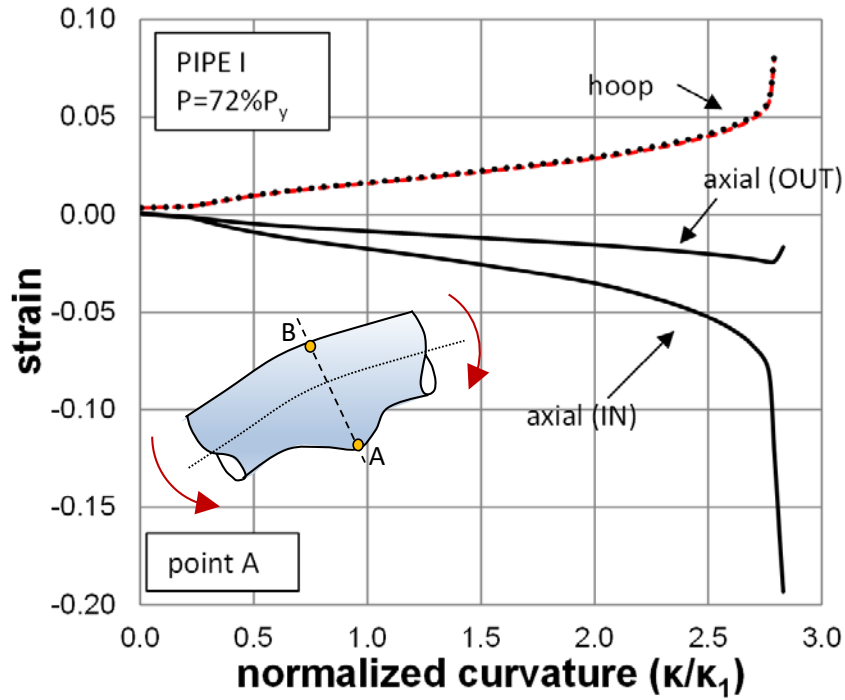 0.10
0.05
0.00
-0.05
-0.10
-0.15
-0.20
strain
PIPE I
P=72%Py
hoop
axial (OUT)
axial (IN)
B
A
point A
0.0 0.5 1.0 1.5 2.0 2.5 3.0
normalized curvature (κ/κ₁)